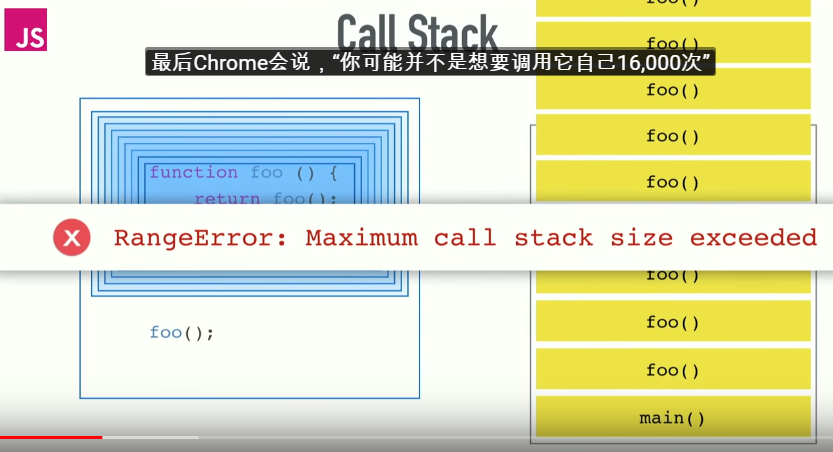 JS
Call Stack
最后Chrome会说，“你可能并不是想要调用它自己16,000次”
foo()
foo()
foo()
foo()
foo()
function foo () {
return foo();
RangeError: Maximum call stack size exceeded
foo()
foo();
foo()
foo()
main()